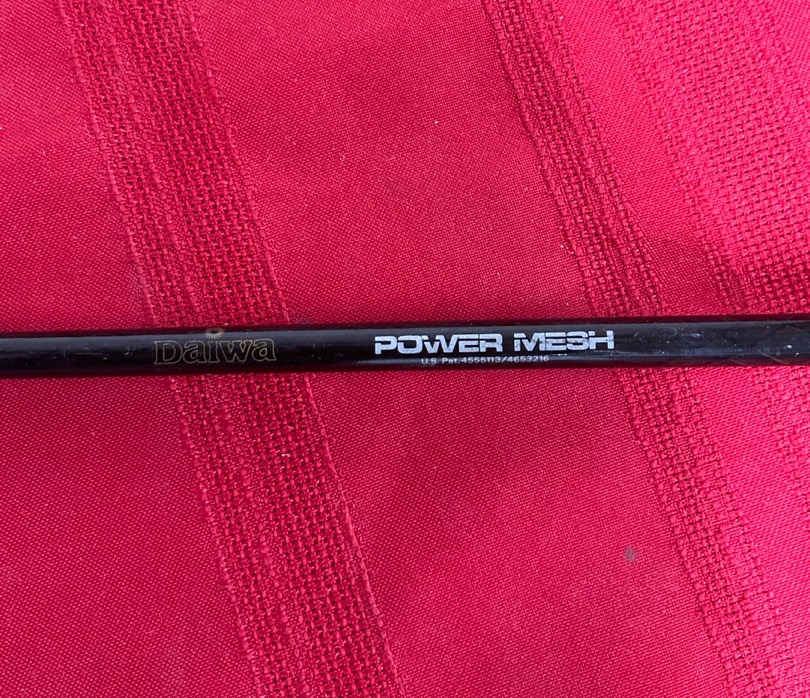 Daiwa
POWER MESH
U.S. Pat. 4555113/4653216